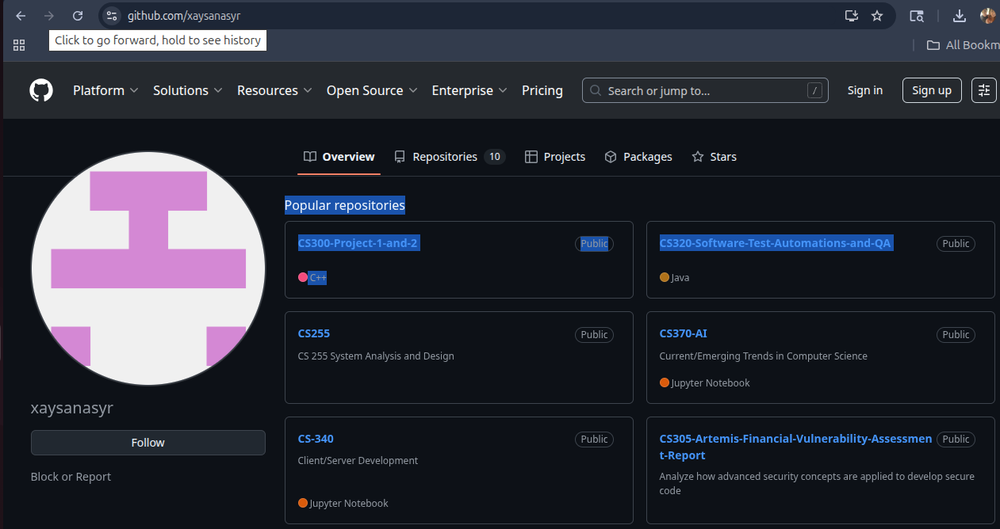 github.com/xaysanasyr
Click to go forward, hold to see history
All Bookm
Platform Solutions Resources Open Source Enterprise Pricing Search or jump to... / Sign in Sign up
Overview Repositories 10 Projects Packages Stars
Popular repositories
CS300-Project-1-and-2 Public
C++
CS320-Software-Test-Automations-and-QA Public
Java
CS255 Public
CS 255 System Analysis and Design
CS370-AI Public
Current/Emerging Trends in Computer Science
Jupyter Notebook
CS-340 Public
Client/Server Development
Jupyter Notebook
CS305-Artemis-Financial-Vulnerability-Assessmen Public
t-Report
Analyze how advanced security concepts are applied to develop secure
code
xaysanasyr
Follow
Block or Report